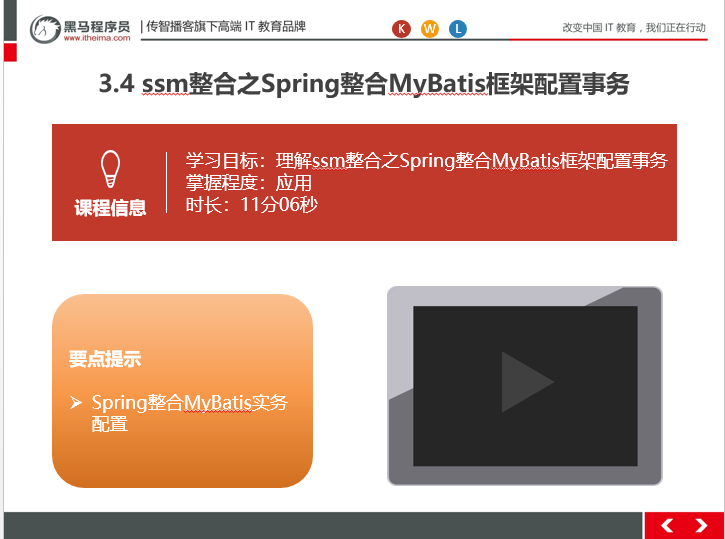 黑马程序员
www.itheima.com
传智播客旗下高端 IT 教育品牌
K W L
改变中国 IT 教育，我们正在行动
3.4 ssm整合之Spring整合MyBatis框架配置事务
课程信息
学习目标：理解ssm整合之Spring整合MyBatis框架配置事务
掌握程度：应用
时长：11分06秒
要点提示
Spring整合MyBatis实务
配置